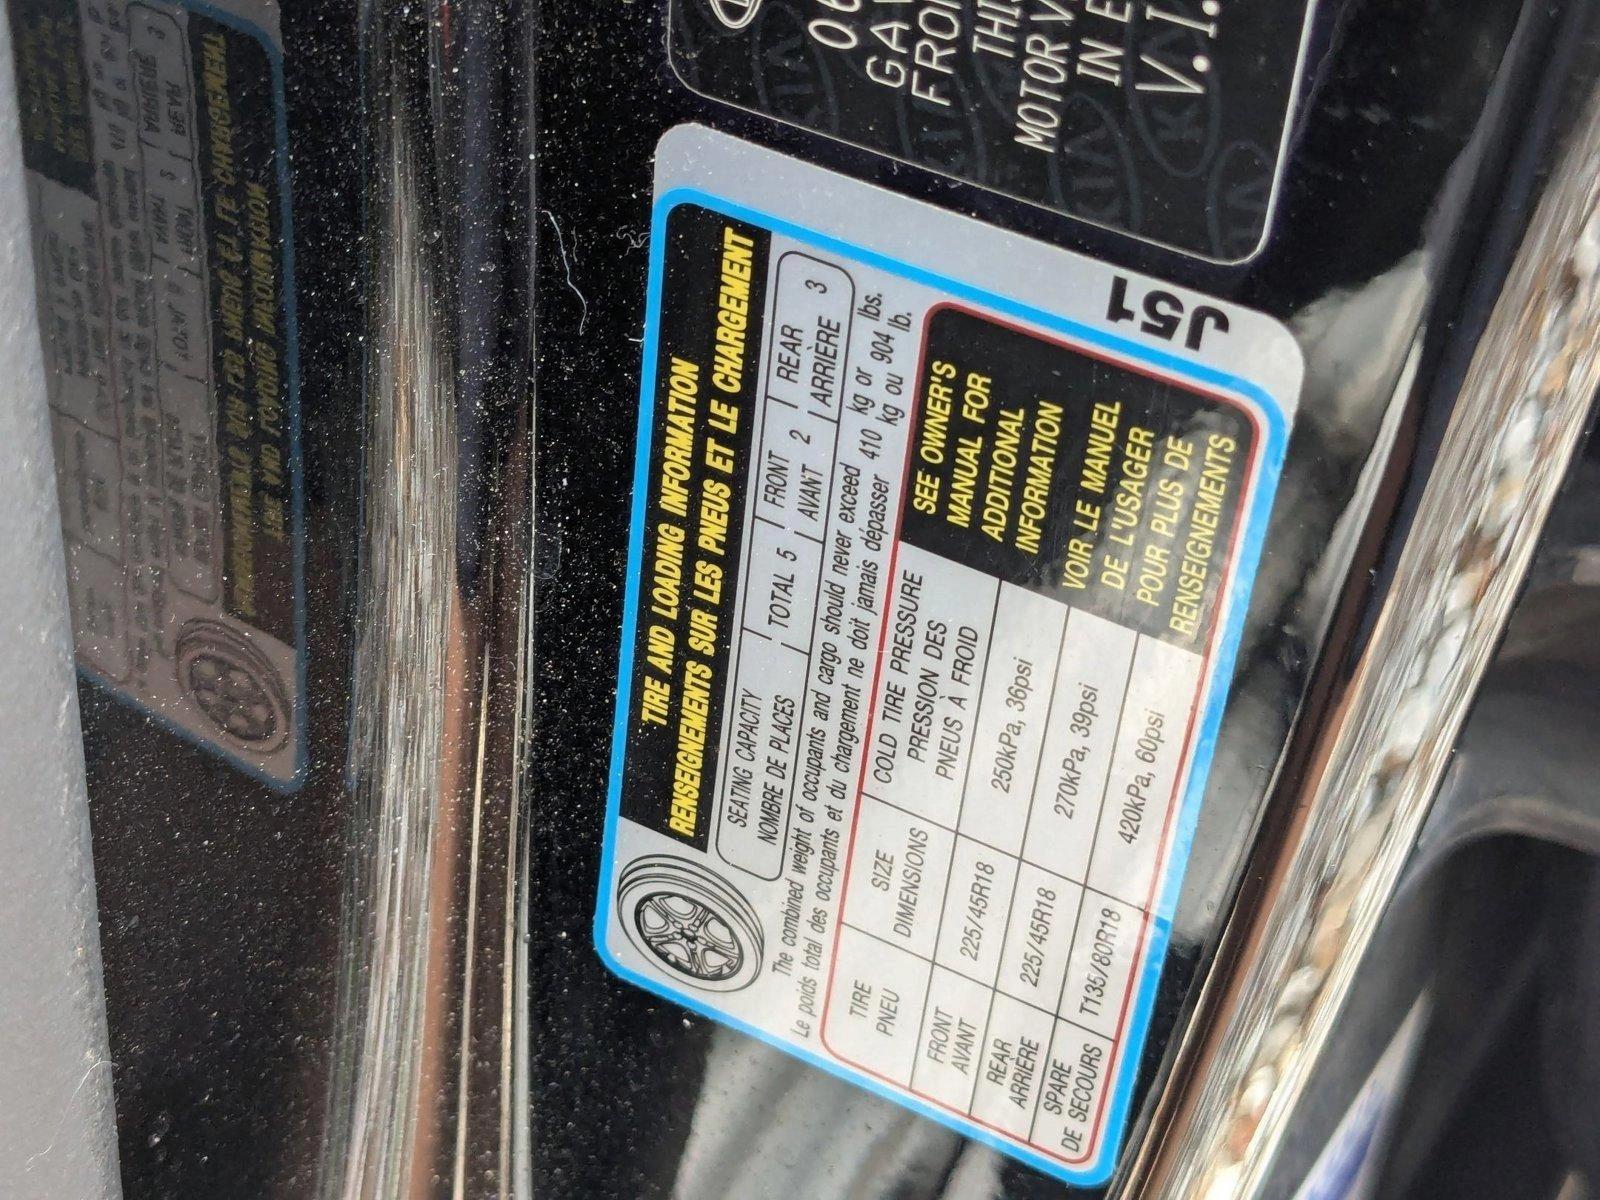 TIRE AND LOADING INFORMATION
RENSEIGNEMENTS SUR LES PNEUS ET LE CHARGEMENT
SEATING CAPACITY
NOMBRE DE PLACES
TOTAL 5
FRONT
AVANT 2
REAR
ARRIÈRE 3
The combined weight of occupants and cargo should never exceed 410 kg or 904 lbs.
Le poids total des occupants et du chargement ne doit jamais dépasser 410 kg ou 904 lb.
TIRE
PNEU
SIZE
DIMENSIONS
COLD TIRE PRESSURE
PRESSION DES
PNEUS À FROID
FRONT
AVANT
225/45R18
250kPa, 36psi
REAR
ARRIÈRE
225/45R18
270kPa, 39psi
SPARE
DE SECOURS
T135/80R18
420kPa, 60psi
SEE OWNER'S
MANUAL FOR
ADDITIONAL
INFORMATION
VOIR LE MANUEL
DE L'USAGER
POUR PLUS DE
RENSEIGNEMENTS
J51
06
GA
FRO
THI
MOTOR V
IN E
V.I.